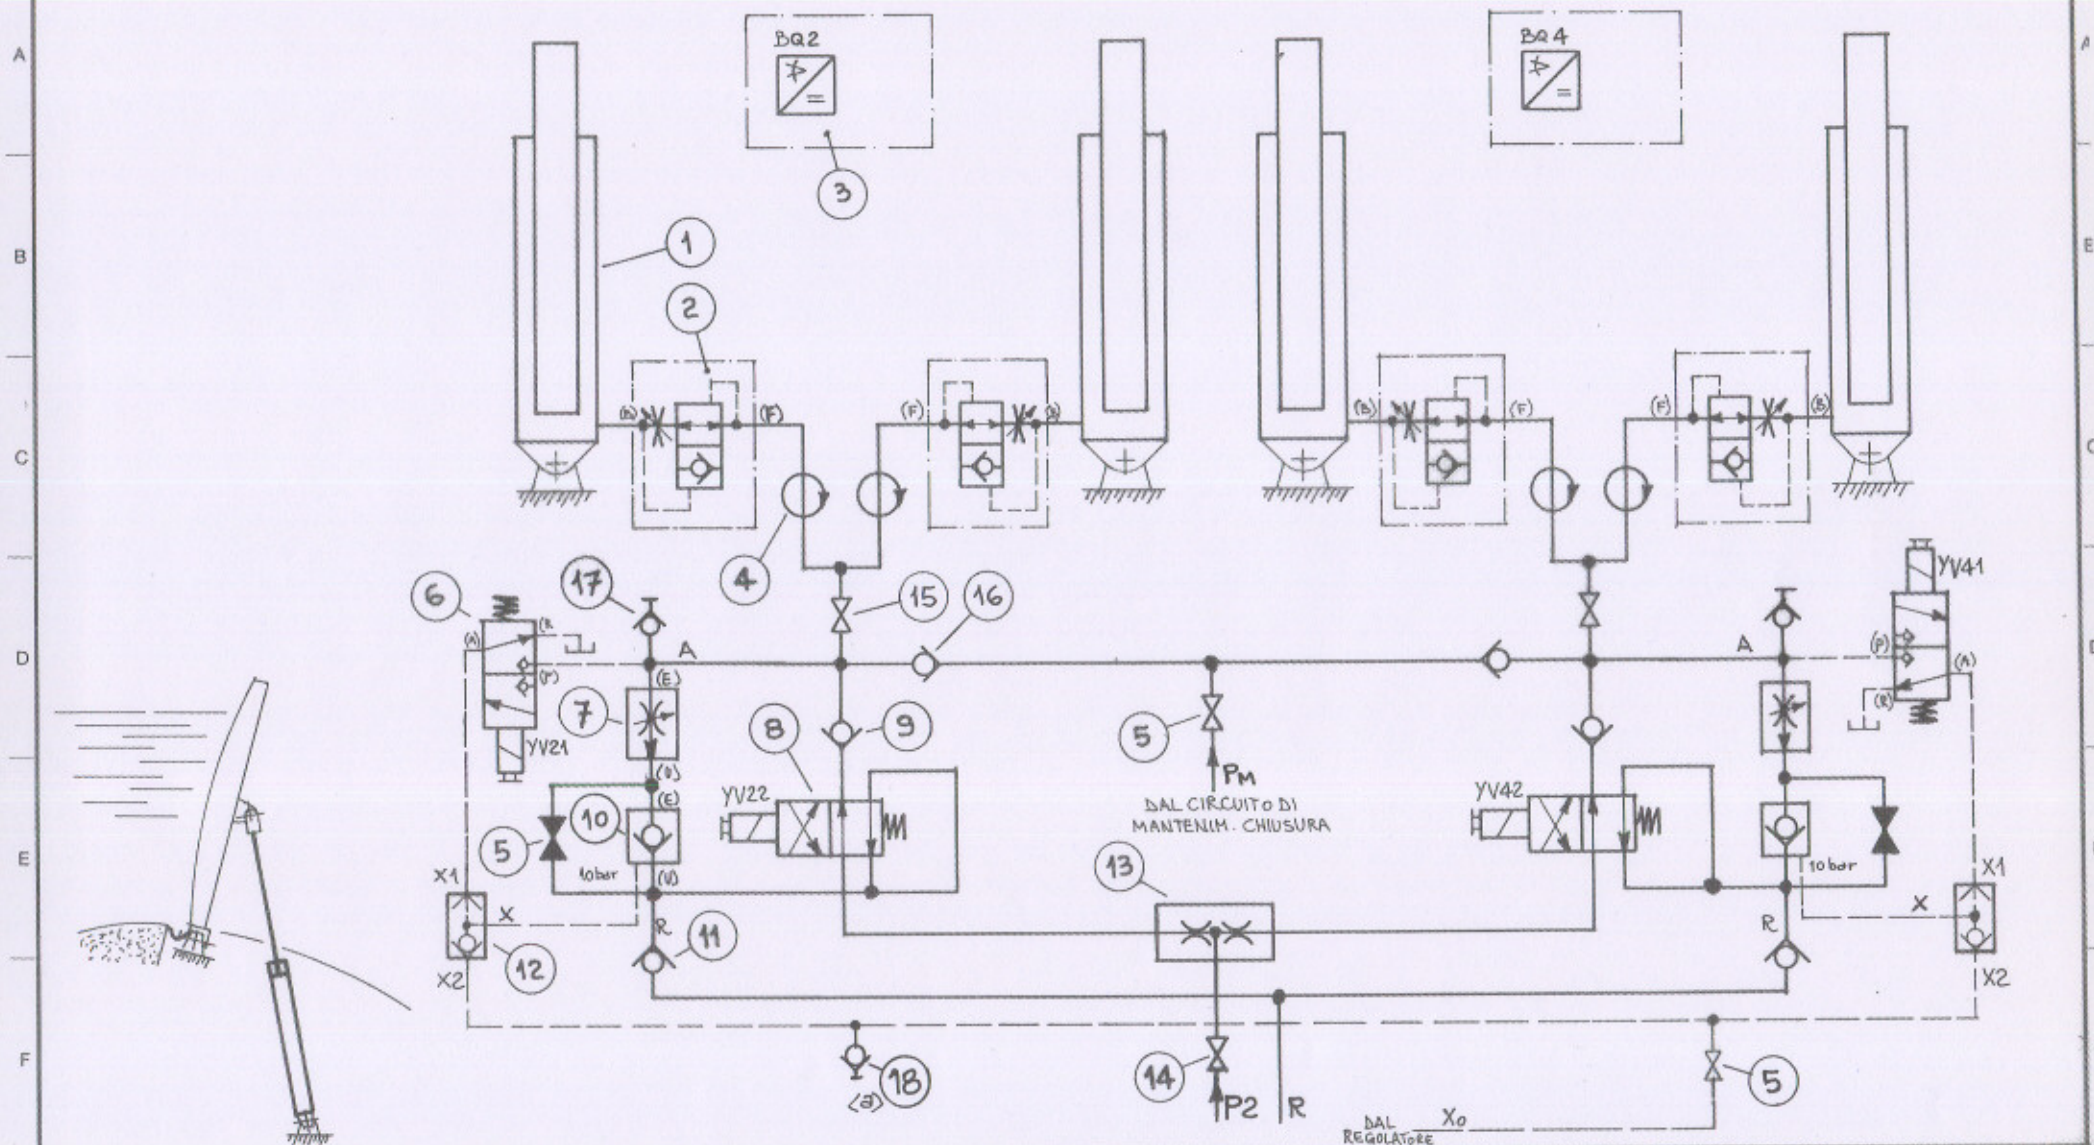 A
A
BQ2
BQ4
3
B
1
2
(B)
(F)
(F)
(B)
(B)
(F)
(F)
(B)
C
4
6
17
15
16
YV41
(A)
(R
D
A
A
(P)
(P)
(E)
(A)
7
8
9
5
(R)
YV21
(U)
PM
DAL CIRCUITO DI
MANTENIM. CHIUSURA
YV22
(E)
YV42
10
5
E
13
X1
10 bar
(U)
10 bar
X1
X
R
11
X
R
12
X2
X2
F
18
(a)
14
P2
R
5
DAL
REGOLATORE
X0